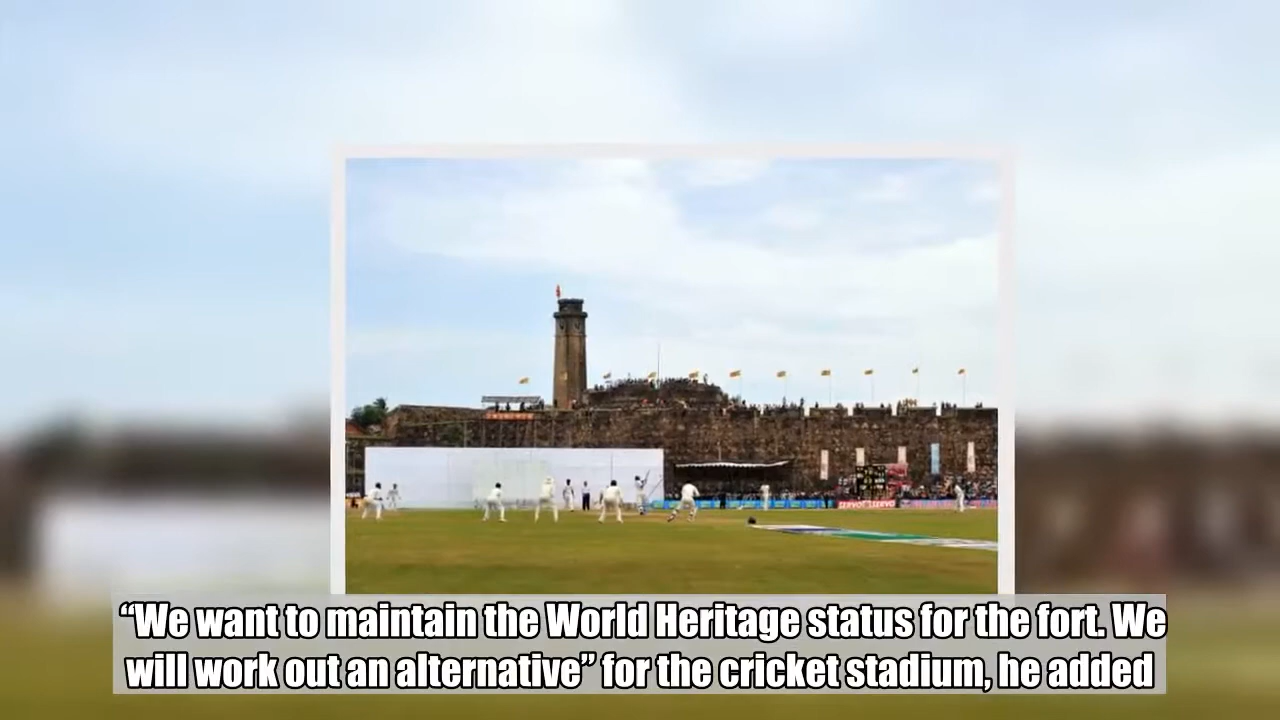 “We want to maintain the World Heritage status for the fort. We
will work out an alternative” for the cricket stadium, he added